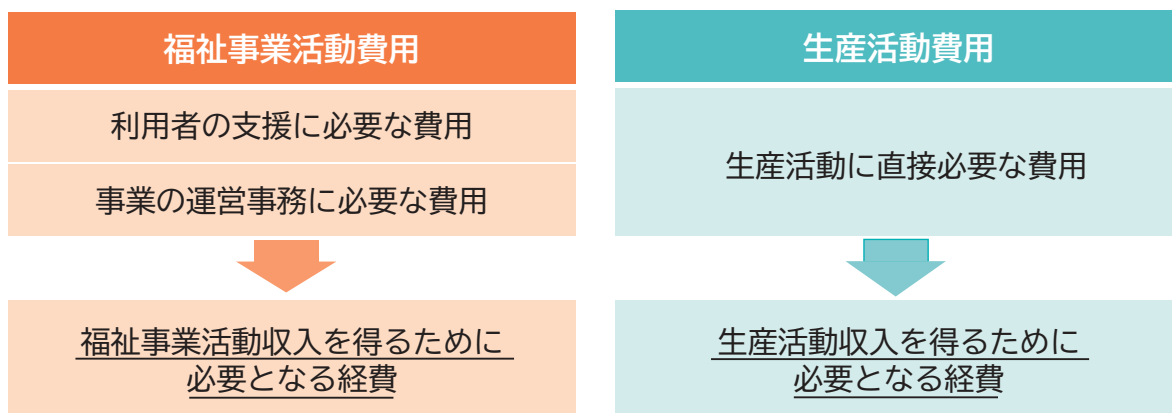 福祉事業活動費用
利用者の支援に必要な費用
事業の運営事務に必要な費用
福祉事業活動収入を得るために
必要となる経費
生産活動費用
生産活動に直接必要な費用
生産活動収入を得るために
必要となる経費